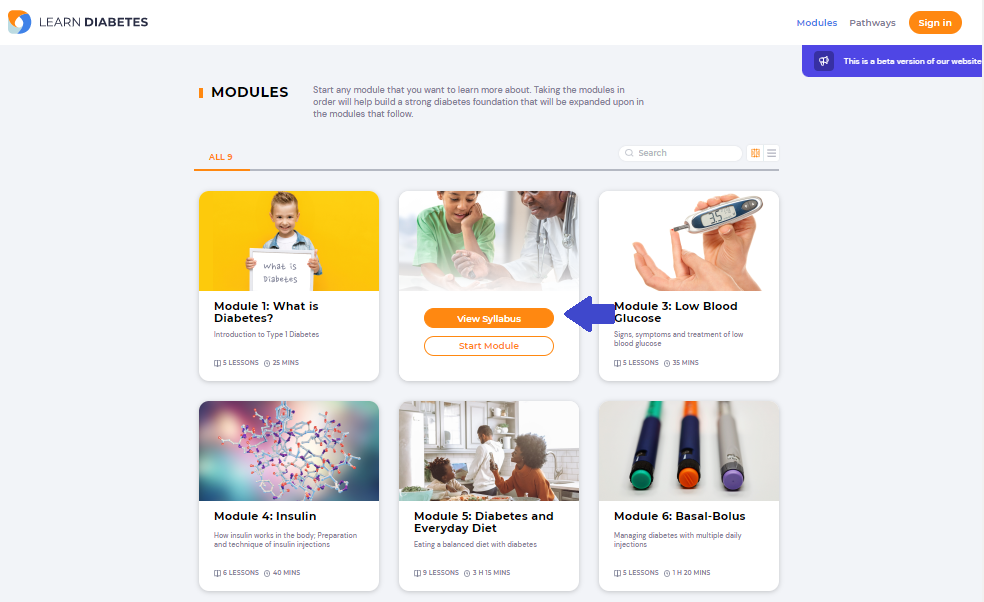 LEARN DIABETES
Modules
Pathways
Sign in
This is a beta version of our website
MODULES
Start any module that you want to learn more about. Taking the modules in
order will help build a strong diabetes foundation that will be expanded upon in
the modules that follow.
ALL 9
Search
What is
Diabetes
35
Module 1: What is
Diabetes?
Introduction to Type 1 Diabetes
5 LESSONS 25 MINS
View Syllabus
Start Module
Module 3: Low Blood
Glucose
Signs, symptoms and treatment of low
blood glucose
5 LESSONS 35 MINS
Module 4: Insulin
How insulin works in the body; Preparation
and technique of insulin injections
6 LESSONS 40 MINS
Module 5: Diabetes and
Everyday Diet
Eating a balanced diet with diabetes
9 LESSONS 3 H 15 MINS
Module 6: Basal-Bolus
Managing diabetes with multiple daily
injections
5 LESSONS 1 H 20 MINS